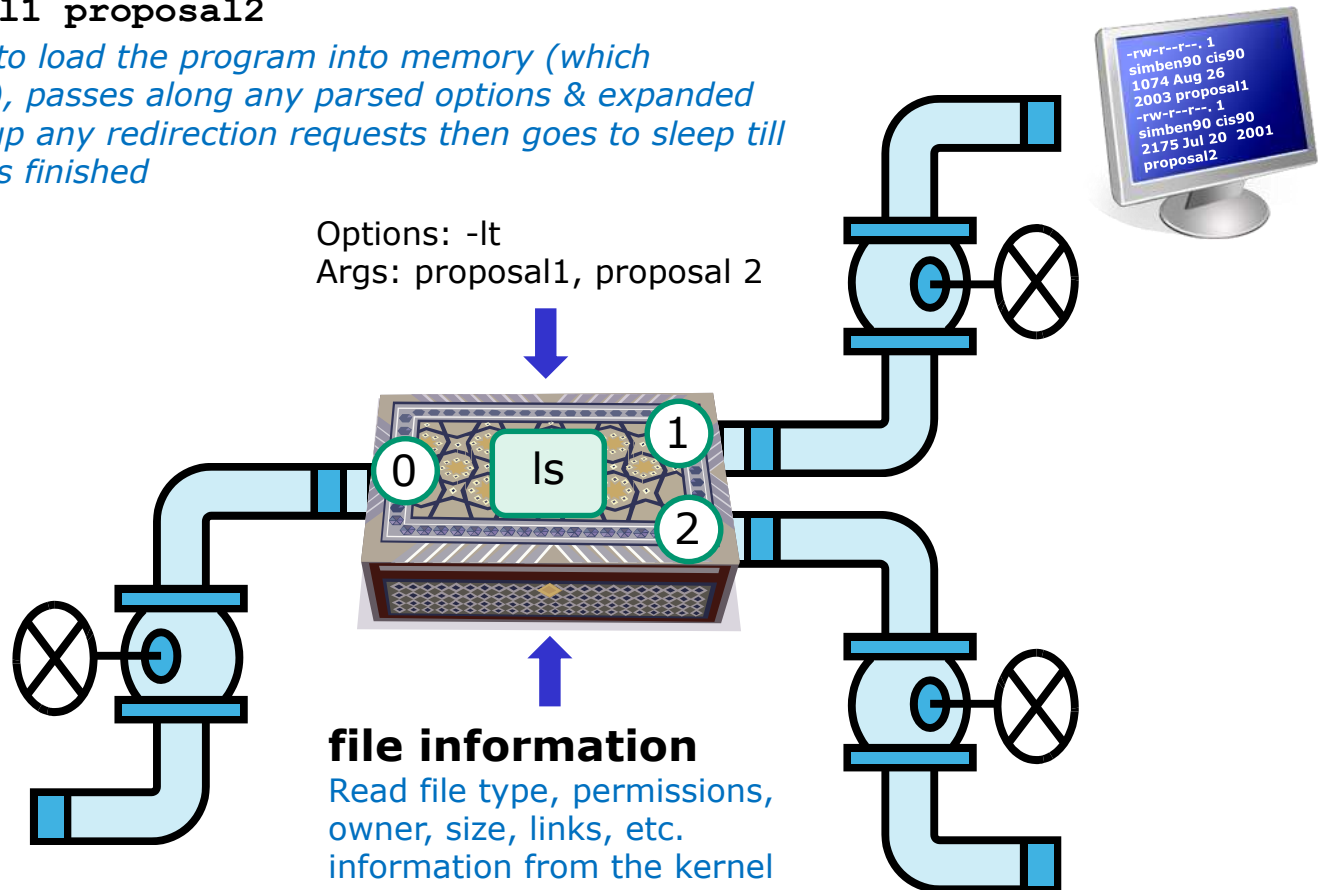 l1 proposal2
to load the program into memory (which
), passes along any parsed options & expanded
up any redirection requests then goes to sleep till
s finished
-rw-r--r--. 1
simben90 cis90
1074 Aug 26
2003 proposal1
-rw-r--r--. 1
simben90 cis90
2175 Jul 20 2001
proposal2
Options: -lt
Args: proposal1, proposal 2
0
ls
1
2
file information
Read file type, permissions,
owner, size, links, etc.
information from the kernel